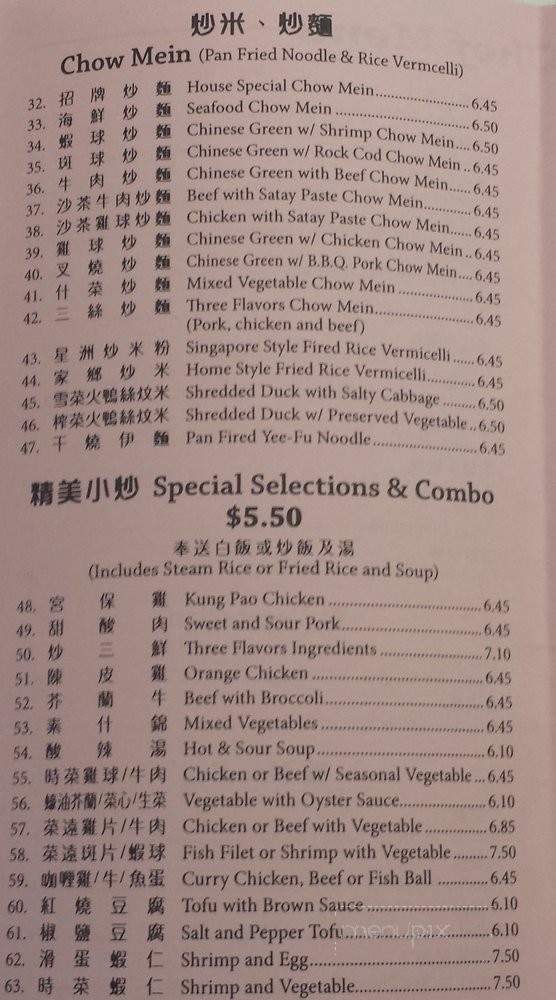 炒米、炒麵
Chow Mein (Pan Fried Noodle & Rice Vermcelli)
32. 招牌炒麵 House Special Chow Mein..................6.45
33. 海鮮炒麵 Seafood Chow Mein ..................6.50
34. 蝦球炒麵 Chinese Green w/ Shrimp Chow Mein....6.50
35. 斑球炒麵 Chinese Green w/ Rock Cod Chow Mein ..6.45
36. 牛肉炒麵 Chinese Green with Beef Chow Mein......6.45
37. 沙茶牛肉炒麵 Beef with Satay Paste Chow Mein..........6.45
38. 沙茶雞球炒麵 Chicken with Satay Paste Chow Mein......6.45
39. 雞球炒麵 Chinese Green w/ Chicken Chow Mein..6.45
40. 叉燒炒麵 Chinese Green w/ B.B.Q. Pork Chow Mein....6.45
41. 什菜炒麵 Mixed Vegetable Chow Mein ..................6.45
42. 三絲炒麵 Three Flavors Chow Mein..................6.45
(Pork, chicken and beef)
43. 星洲炒米粉 Singapore Style Fired Rice Vermicelli ......6.45
44. 家鄉炒米 Home Style Fried Rice Vermicelli.............6.45
45. 雪菜火鴨絲炆米 Shredded Duck with Salty Cabbage .........6.50
46. 榨菜火鴨絲炆米 Shredded Duck w/ Preserved Vegetable..6.50
47. 干燒伊麵 Pan Fired Yee-Fu Noodle......................6.45
精美小炒 Special Selections & Combo
$5.50
奉送白飯或炒飯及湯
(Includes Steam Rice or Fried Rice and Soup)
48. 宮保雞 Kung Pao Chicken ..................6.45
49. 甜酸肉 Sweet and Sour Pork..................6.45
50. 炒三鮮 Three Flavors Ingredients ..................7.10
51. 陳皮雞 Orange Chicken ..................6.45
52. 芥蘭牛 Beef with Broccoli..................6.45
53. 素什錦 Mixed Vegetables..................6.45
54. 酸辣湯 Hot & Sour Soup..................6.10
55. 時菜雞球/牛肉 Chicken or Beef w/ Seasonal Vegetable...6.45
56. 蠔油芥蘭/菜心/生菜 Vegetable with Oyster Sauce..................6.10
57. 菜遠雞片/牛肉 Chicken or Beef with Vegetable .............6.85
58. 菜遠斑片/蝦球 Fish Filet or Shrimp with Vegetable .......7.50
59. 咖喱雞/牛/魚蛋 Curry Chicken, Beef or Fish Ball ...........6.45
60. 紅燒豆腐 Tofu with Brown Sauce..................6.10
61. 椒鹽豆腐 Salt and Pepper Tofu..................6.10
62. 滑蛋蝦仁 Shrimp and Egg..................7.50
63. 時菜蝦仁 Shrimp and Vegetable..................7.50
menupix